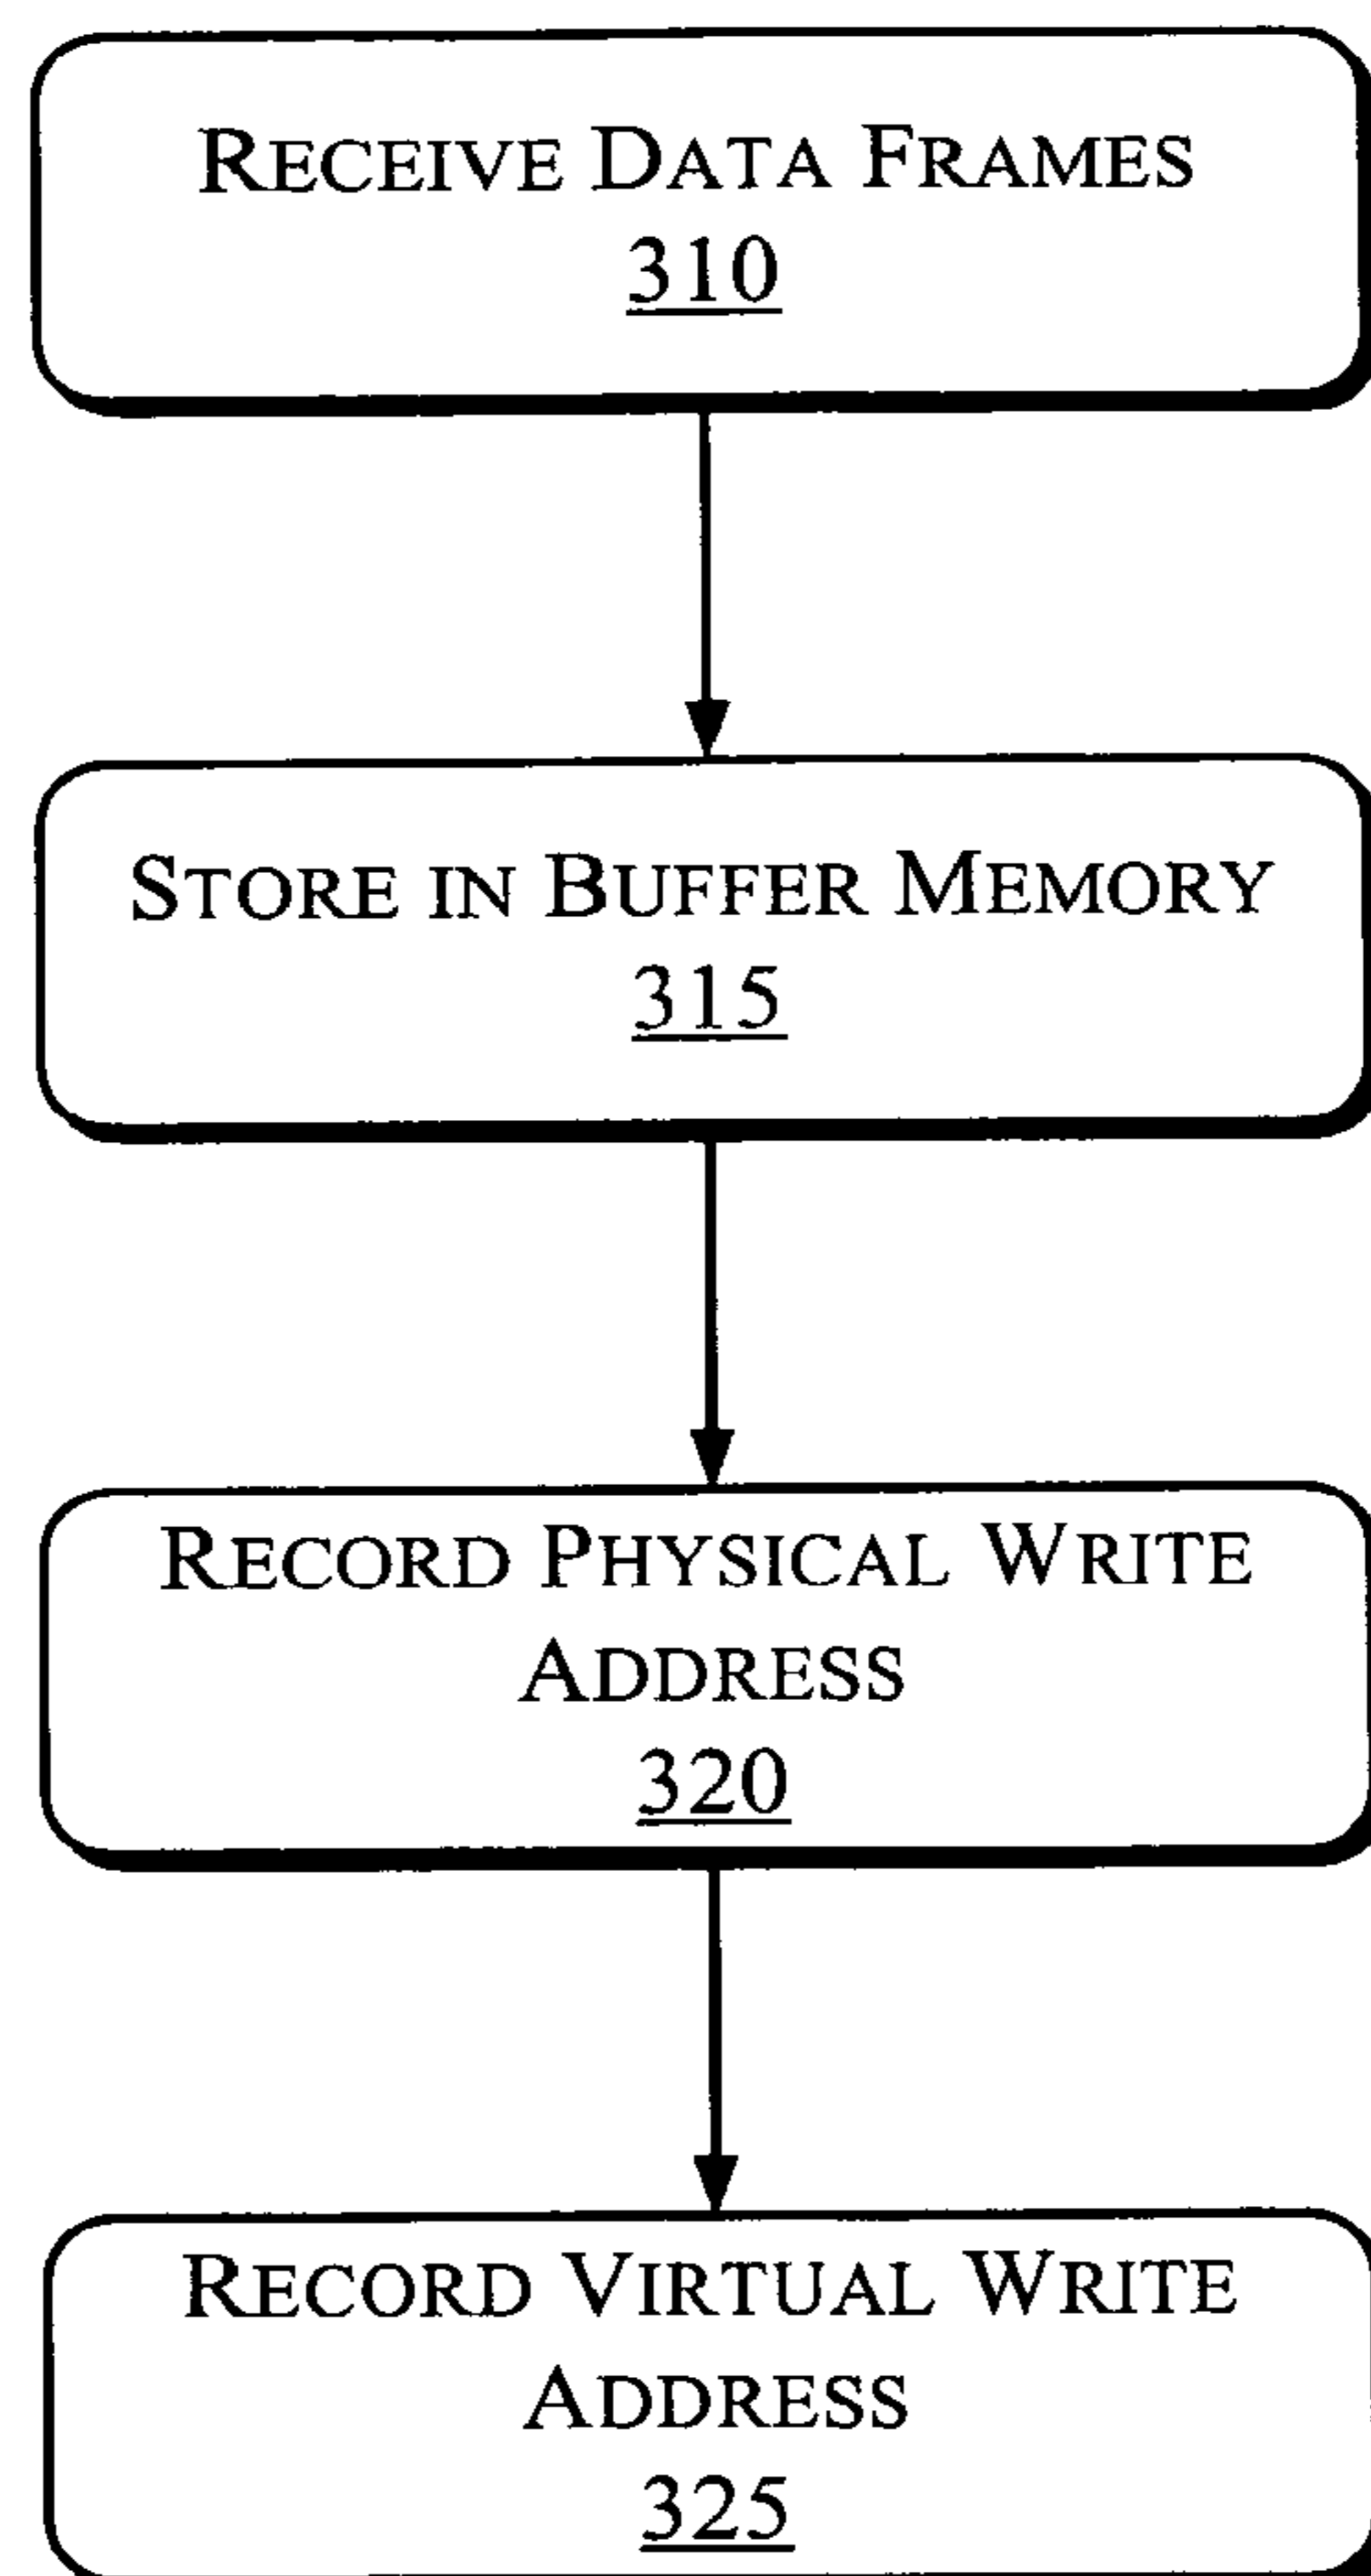 RECEIVE DATA FRAMES
310
STORE IN BUFFER MEMORY
315
RECORD PHYSICAL WRITE
ADDRESS
320
RECORD VIRTUAL WRITE
ADDRESS
325